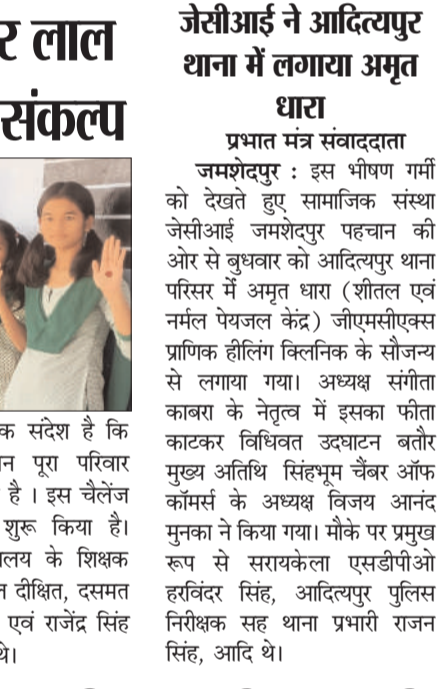 र लाल
संकल्प
क संदेश है कि
न पूरा परिवार
है । इस चैलेंज
शुरू किया है।
लय के शिक्षक
न दीक्षित, दसमत
एवं राजेंद्र सिंह
थे।
जेसीआई ने आदित्यपुर
थाना में लगाया अमृत
धारा
प्रभात मंत्र संवाददाता
जमशेदपुर : इस भीषण गर्मी
को देखते हुए सामाजिक संस्था
जेसीआई जमशेदपुर पहचान की
ओर से बुधवार को आदित्यपुर थाना
परिसर में अमृत धारा (शीतल एवं
नर्मल पेयजल केंद्र) जीएमसीएक्स
प्राणिक हीलिंग क्लिनिक के सौजन्य
से लगाया गया। अध्यक्ष संगीता
काबरा के नेतृत्व में इसका फीता
काटकर विधिवत उदघाटन बतौर
मुख्य अतिथि सिंहभूम चैंबर ऑफ
कॉमर्स के अध्यक्ष विजय आनंद
मुनका ने किया गया। मौके पर प्रमुख
रूप से सरायकेला एसडीपीओ
हरविंदर सिंह, आदित्यपुर पुलिस
निरीक्षक सह थाना प्रभारी राजन
सिंह, आदि थे।